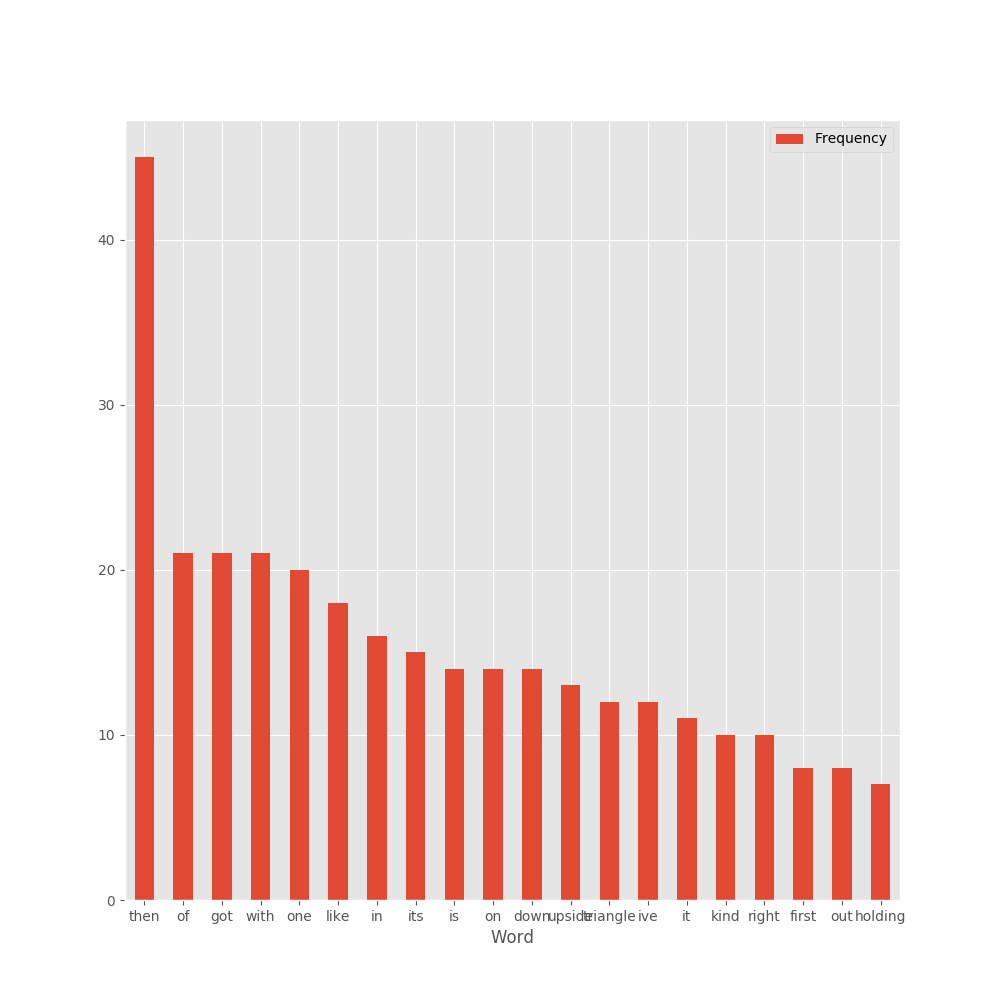 Frequency
40
30
20
10
0
then of got with one like in its is on down upside triangle ive it kind right first out holding
Word